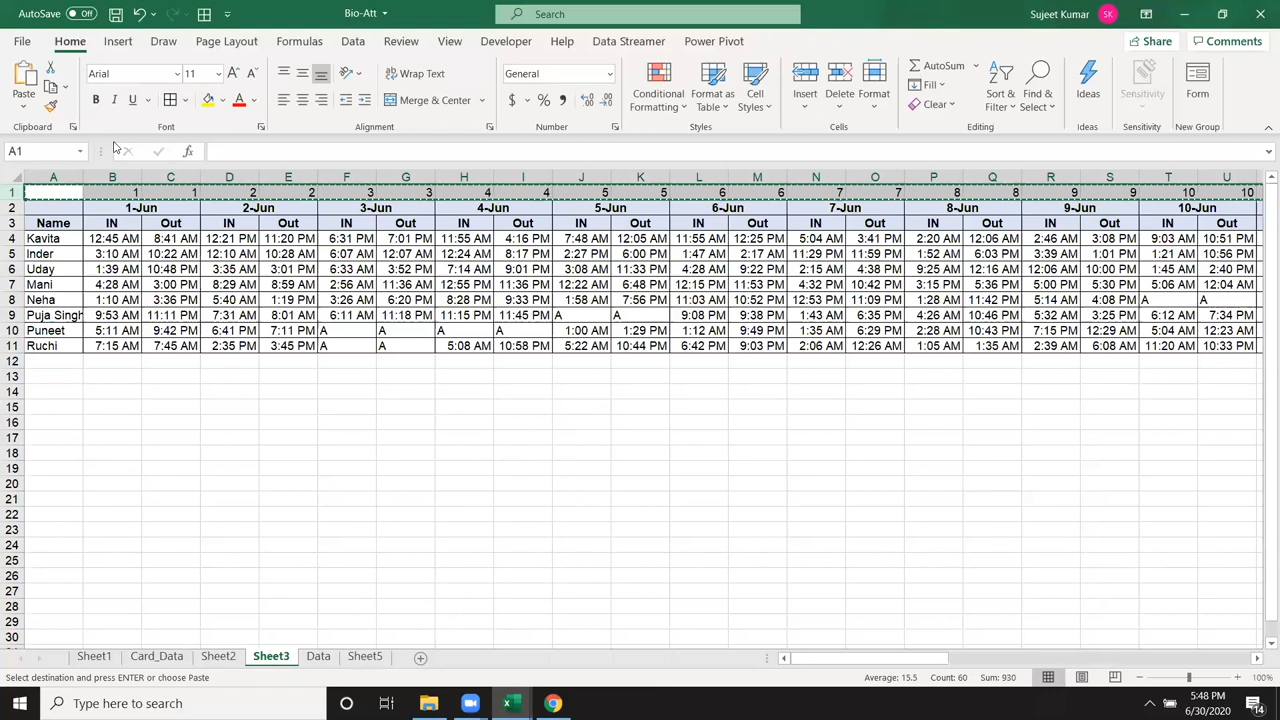 AutoSave Off Bio-Att Search Sujeet Kumar SK
File Home Insert Draw Page Layout Formulas Data Review View Developer Help Data Streamer Power Pivot Share Comments
Paste Arial 11 Wrap Text General Conditional Formatting Format as Table Cell Styles Insert Delete Format AutoSum Sort & Filter Find & Select Ideas Sensitivity Form
B I U Merge & Center $ % Fill Clear
Clipboard Font Alignment Number Styles Cells Editing Ideas Sensitivity New Group
A1 fx
A B C D E F G H I J K L M N O P Q R S T U
1 1 1 2 2 3 3 4 4 5 5 6 6 7 7 8 8 9 9 10 10
2 1-Jun 2-Jun 3-Jun 4-Jun 5-Jun 6-Jun 7-Jun 8-Jun 9-Jun 10-Jun
3 Name IN Out IN Out IN Out IN Out IN Out IN Out IN Out IN Out IN Out IN Out
4 Kavita 12:45 AM 8:41 AM 12:21 PM 11:20 PM 6:31 PM 7:01 PM 11:55 AM 4:16 PM 7:48 AM 12:05 AM 11:55 AM 12:25 PM 5:04 AM 3:41 PM 2:20 AM 12:06 AM 2:46 AM 3:08 PM 9:03 AM 10:51 PM
5 Inder 3:10 AM 10:22 AM 12:10 AM 10:28 AM 6:07 AM 12:07 AM 12:24 AM 8:17 PM 2:27 PM 6:00 PM 1:47 AM 2:17 AM 11:29 PM 11:59 PM 1:52 AM 6:03 PM 3:39 AM 1:01 PM 1:21 AM 10:56 PM
6 Uday 1:39 AM 10:48 PM 3:35 AM 3:01 PM 6:33 AM 3:52 PM 7:14 AM 9:01 PM 3:08 AM 11:33 PM 4:28 AM 9:22 PM 2:15 AM 4:38 PM 9:25 AM 12:16 AM 12:06 AM 10:00 PM 1:45 AM 2:40 PM
7 Mani 4:28 AM 3:00 PM 8:29 AM 8:59 AM 2:56 AM 11:36 PM 12:55 PM 11:36 AM 12:22 AM 6:48 PM 12:15 PM 11:53 PM 4:32 AM 10:42 PM 3:15 PM 5:36 PM 5:00 PM 5:30 PM 5:06 AM 12:04 AM
8 Neha 1:10 AM 3:36 PM 5:40 AM 1:19 PM 3:26 AM 6:20 PM 8:28 PM 9:33 PM 1:58 AM 7:56 PM 11:03 AM 10:52 PM 12:53 PM 11:09 PM 1:28 AM 11:42 PM 5:14 AM 4:08 PM A A
9 Puja Singh 9:53 AM 11:11 PM 7:31 AM 8:01 AM 6:11 AM 11:18 PM 11:15 PM 11:45 PM A A 9:08 PM 9:38 PM 1:43 AM 6:35 PM 4:26 AM 10:46 PM 5:32 AM 3:25 PM 6:12 AM 7:34 PM
10 Puneet 5:11 AM 9:42 PM 6:41 PM 7:11 PM A A A A 1:00 AM 1:29 PM 1:12 AM 9:49 PM 1:35 AM 6:29 PM 2:28 AM 10:43 PM 7:15 PM 12:29 AM 5:04 AM 12:23 AM
11 Ruchi 7:15 AM 7:45 AM 2:35 PM 3:45 PM A A 5:08 AM 10:58 PM 5:22 AM 10:44 PM 6:42 PM 9:03 PM 2:06 AM 12:26 AM 1:05 AM 1:35 AM 2:39 AM 6:08 AM 11:20 AM 10:33 PM
12
13
14
15
16
17
18
19
20
21
22
23
24
25
26
27
28
29
30
Sheet1 Card_Data Sheet2 Sheet3 Data Sheet5
Select destination and press ENTER or choose Paste Average: 15.5 Count: 60 Sum: 930 100%
Type here to search 5:48 PM
6/30/2020 14